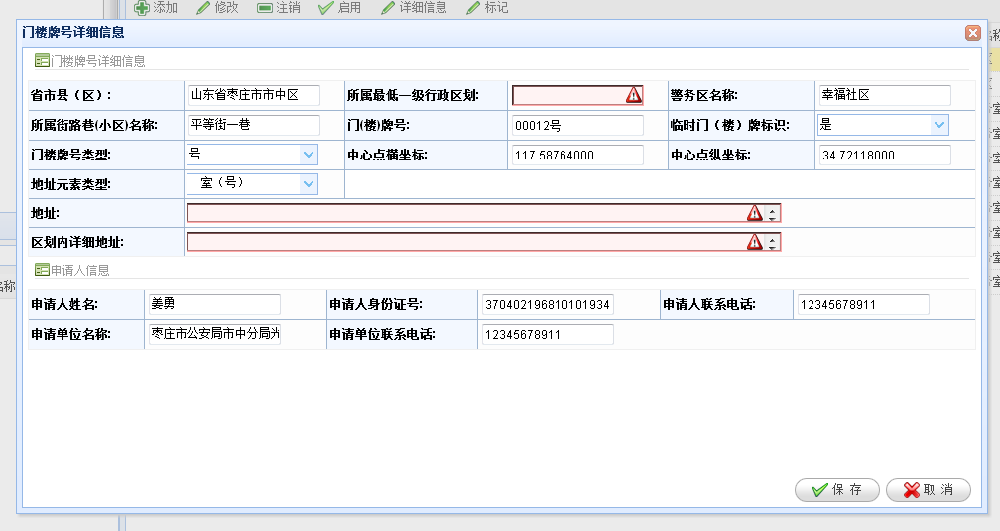 添加 修改 注销 启用 详细信息 标记
门楼牌号详细信息
门楼牌号详细信息
省市县（区）: 山东省枣庄市市中区 所属最低一级行政区划: 警务区名称: 幸福社区
所属街路巷(小区)名称: 平等街一巷 门(楼)牌号: 00012号 临时门（楼）牌标识: 是
门楼牌号类型: 号 中心点横坐标: 117.58764000 中心点纵坐标: 34.72118000
地址元素类型: 室（号）
地址:
区划内详细地址:
申请人信息
申请人姓名: 姜勇 申请人身份证号: 370402196810101934 申请人联系电话: 12345678911
申请单位名称: 枣庄市公安局市中分局 申请单位联系电话: 12345678911
保 存 取 消